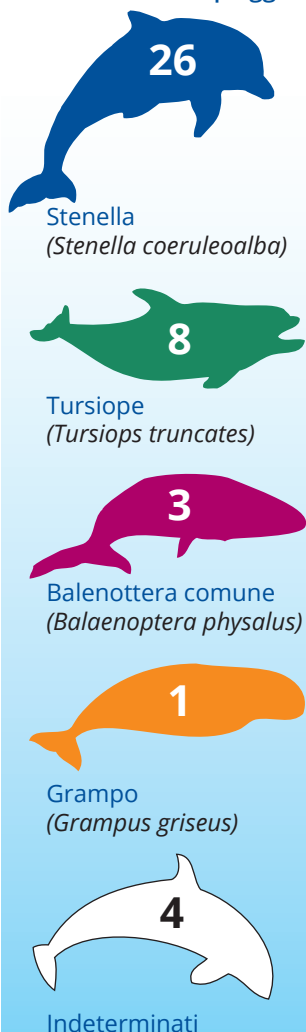 26
Stenella
(Stenella coeruleoalba)
8
Tursiope
(Tursiops truncates)
3
Balenottera comune
(Balaenoptera physalus)
1
Grampo
(Grampus griseus)
4
Indeterminati